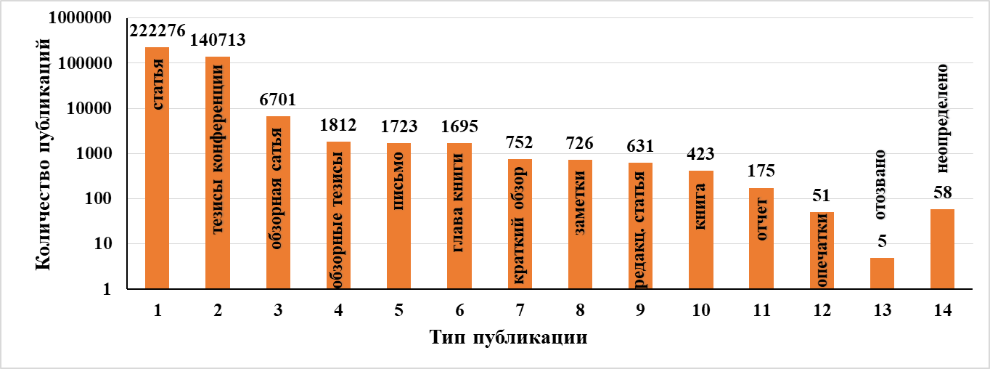 Количество публикаций
1000000
100000
10000
1000
100
10
1
222276
140713
6701
1812
1723
1695
752
726
631
423
175
51
5
58
статья
тезисы конференции
обзорная сатья
обзорные тезисы
письмо
глава книги
краткий обзор
заметки
редакц. статья
книга
отчет
опечатки
отозвано
неопределено
1 2 3 4 5 6 7 8 9 10 11 12 13 14
Тип публикации